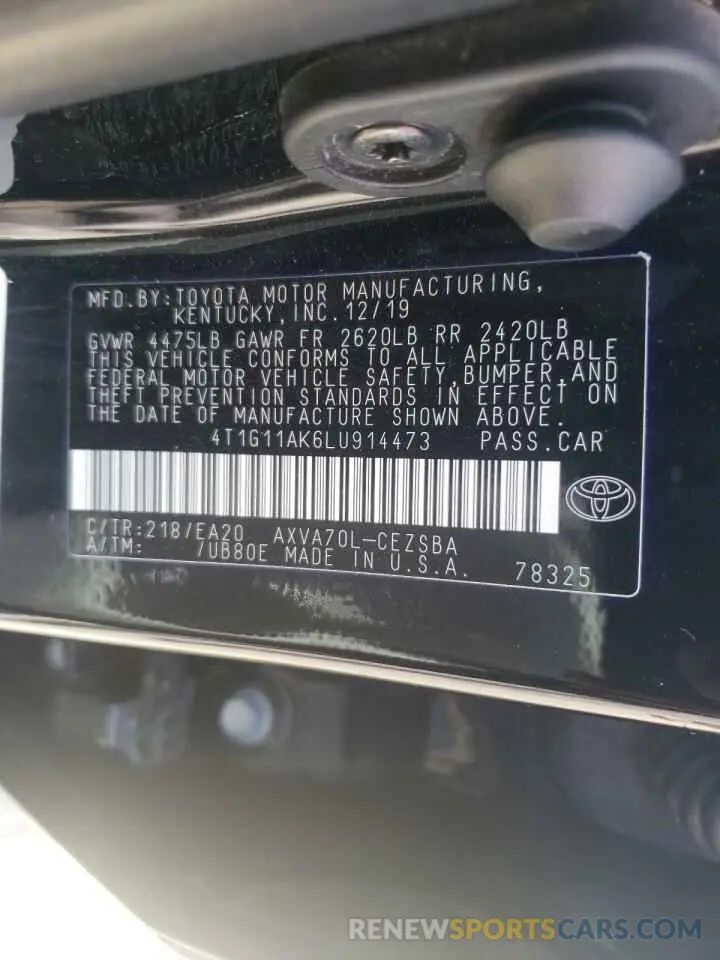 MFD. BY: TOYOTA MOTOR MANUFACTURING,
KENTUCKY, INC. 12/19
GVWR 4475LB GAWR FR 2620LB RR 2420LB
THIS VEHICLE CONFORMS TO ALL APPLICABLE
FEDERAL MOTOR VEHICLE SAFETY, BUMPER, AND
THEFT PREVENTION STANDARDS IN EFFECT ON
THE DATE OF MANUFACTURE SHOWN ABOVE.
4T1G11AK6LU914473 PASS. CAR
C/TR: 218/EA20 AXVA70L-CEZSBA
A/TM: /UB80E MADE IN U.S.A. 78325
RENEWSPORTSCARS.COM